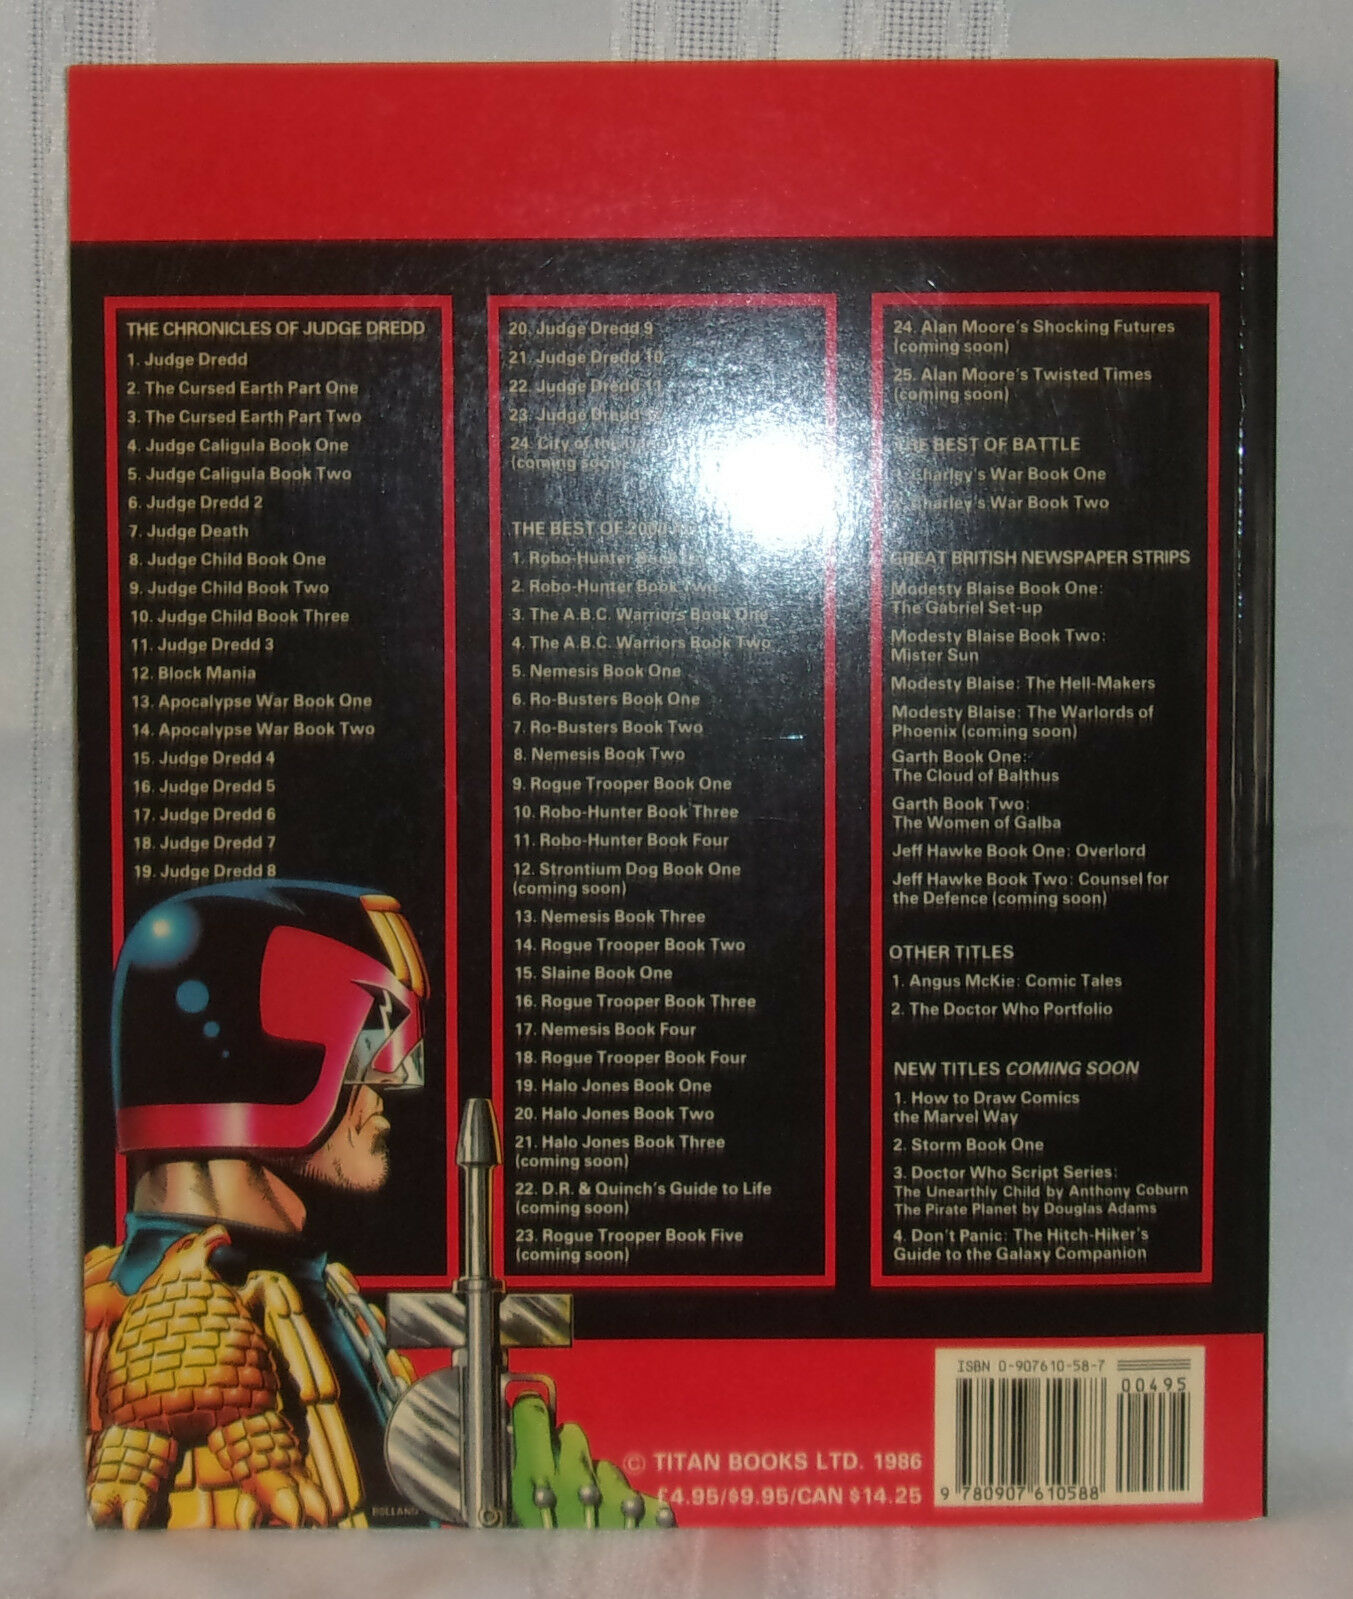 THE CHRONICLES OF JUDGE DREDD
1. Judge Dredd
2. The Cursed Earth Part One
3. The Cursed Earth Part Two
4. Judge Caligula Book One
5. Judge Caligula Book Two
6. Judge Dredd 2
7. Judge Death
8. Judge Child Book One
9. Judge Child Book Two
10. Judge Child Book Three
11. Judge Dredd 3
12. Block Mania
13. Apocalypse War Book One
14. Apocalypse War Book Two
15. Judge Dredd 4
16. Judge Dredd 5
17. Judge Dredd 6
18. Judge Dredd 7
19. Judge Dredd 8
20. Judge Dredd 9
21. Judge Dredd 10
22. Judge Dredd 11
23. Judge Dredd
24. City of the
(coming soon)
THE BEST OF
1. Robo-Hunter
2. Robo-Hunter Book Two
3. The A.B.C. Warriors Book One
4. The A.B.C. Warriors Book Two
5. Nemesis Book One
6. Ro-Busters Book One
7. Ro-Busters Book Two
8. Nemesis Book Two
9. Rogue Trooper Book One
10. Robo-Hunter Book Three
11. Robo-Hunter Book Four
12. Strontium Dog Book One
(coming soon)
13. Nemesis Book Three
14. Rogue Trooper Book Two
15. Slaine Book One
16. Rogue Trooper Book Three
17. Nemesis Book Four
18. Rogue Trooper Book Four
19. Halo Jones Book One
20. Halo Jones Book Two
21. Halo Jones Book Three
(coming soon)
22. D.R. & Quinch's Guide to Life
(coming soon)
23. Rogue Trooper Book Five
(coming soon)
24. Alan Moore's Shocking Futures
(coming soon)
25. Alan Moore's Twisted Times
(coming soon)
THE BEST OF BATTLE
Charley's War Book One
Charley's War Book Two
GREAT BRITISH NEWSPAPER STRIPS
Modesty Blaise Book One:
The Gabriel Set-up
Modesty Blaise Book Two:
Mister Sun
Modesty Blaise: The Hell-Makers
Modesty Blaise: The Warlords of
Phoenix (coming soon)
Garth Book One:
The Cloud of Balthus
Garth Book Two:
The Women of Galba
Jeff Hawke Book One: Overlord
Jeff Hawke Book Two: Counsel for
the Defence (coming soon)
OTHER TITLES
1. Angus McKie: Comic Tales
2. The Doctor Who Portfolio
NEW TITLES COMING SOON
1. How to Draw Comics
the Marvel Way
2. Storm Book One
3. Doctor Who Script Series:
The Unearthly Child by Anthony Coburn
The Pirate Planet by Douglas Adams
4. Don't Panic: The Hitch-Hiker's
Guide to the Galaxy Companion
ISBN 0-907610-58-7
00495
9 780907 610588
© TITAN BOOKS LTD. 1986
£4.95/$9.95/CAN $14.25
BOLLAND